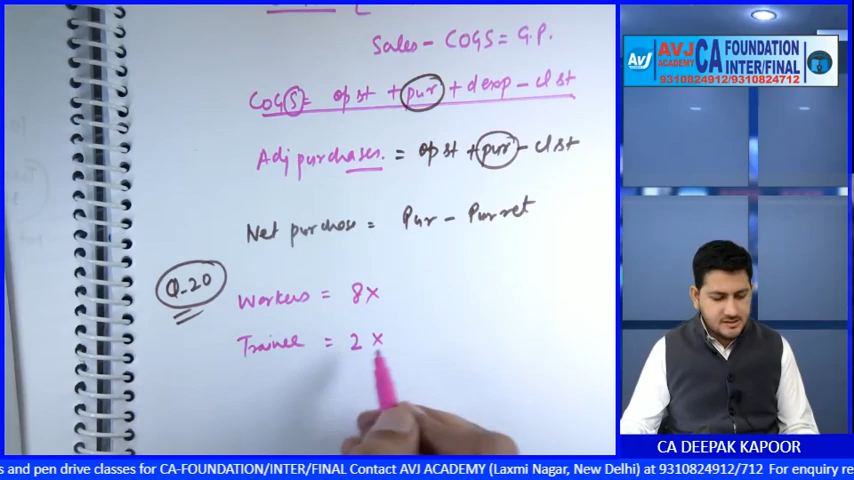 Sales - COGS = G.P.
COGS = op st + pur + d exp - cl st
Adj purchases. = op st + pur - cl st
Net purchase = Pur - Pur ret
Q.20
Workers = 8x
Trainee = 2x
AVJ
AVJ
ACADEMY
CA
FOUNDATION
INTER/FINAL
9310824912/9310824712
CA DEEPAK KAPOOR
s and pen drive classes for CA-FOUNDATION/INTER/FINAL Contact AVJ ACADEMY (Laxmi Nagar, New Delhi) at 9310824912/712 For enquiry re